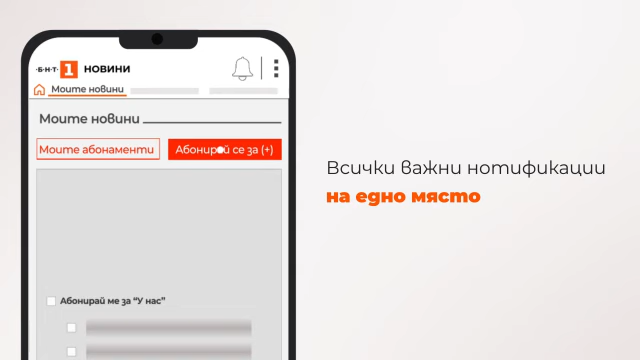 ·Б·Н·Т· 1 НОВИНИ
Моите новини
Моите новини
Моите абонаменти
Абонирай се за (+)
Абонирай ме за “У нас”
Всички важни нотификации
на едно място